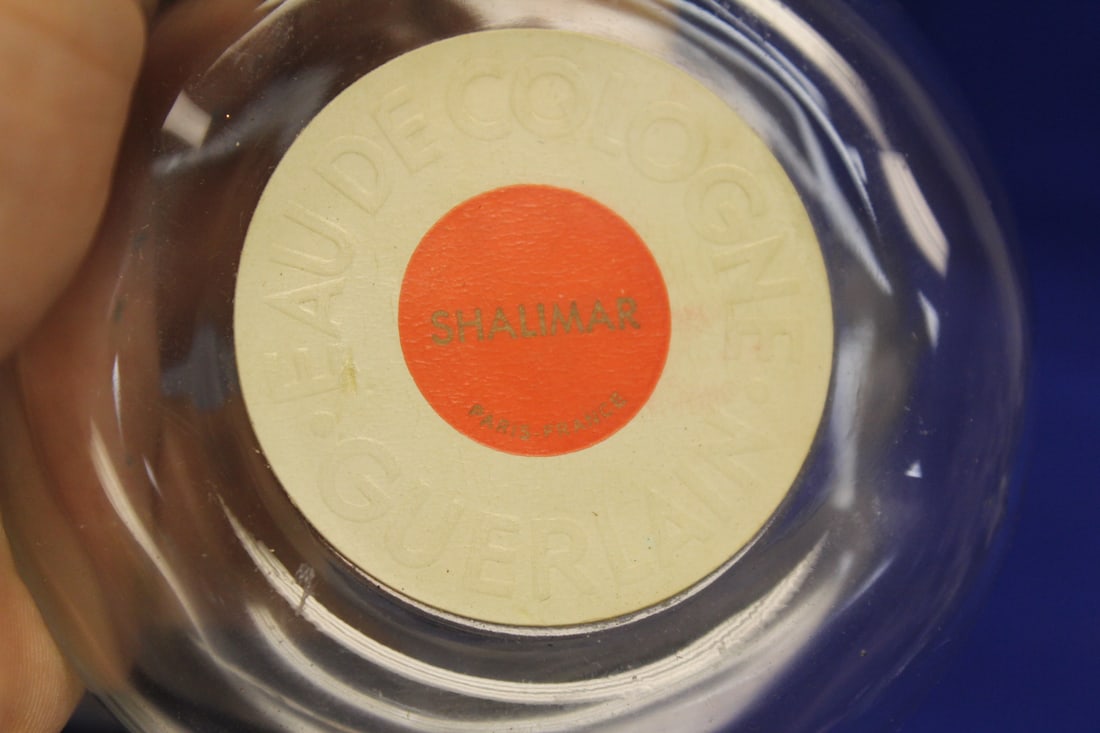 EAU DE COLOGNE
SHALIMAR
PARIS-FRANCE
GUERLAIN